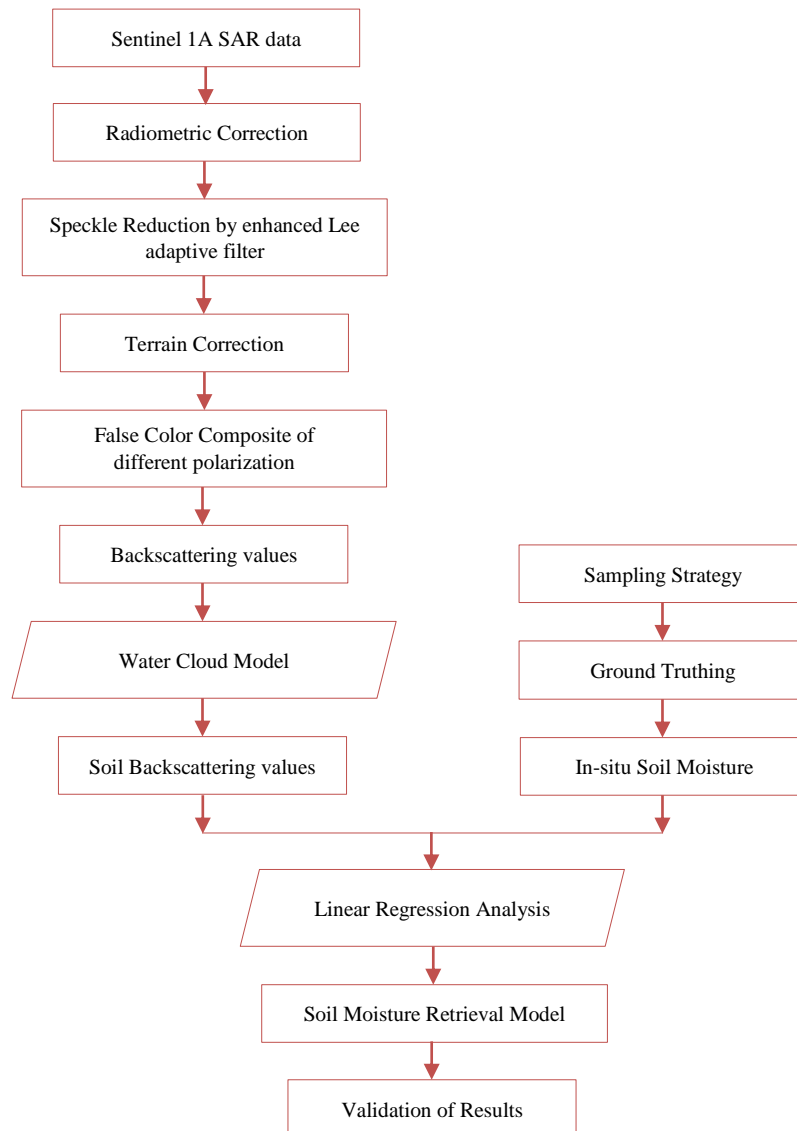 Sentinel 1A SAR data
Radiometric Correction
Speckle Reduction by enhanced Lee
adaptive filter
Terrain Correction
False Color Composite of
different polarization
Backscattering values
Water Cloud Model
Soil Backscattering values
Sampling Strategy
Ground Truthing
In-situ Soil Moisture
Linear Regression Analysis
Soil Moisture Retrieval Model
Validation of Results